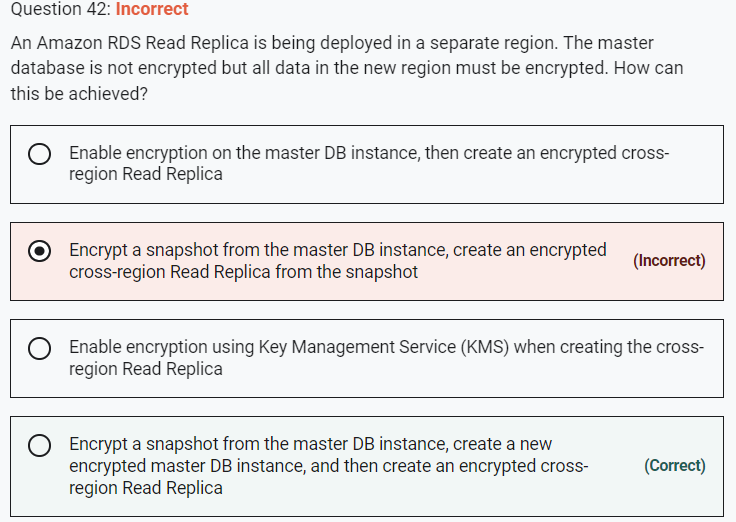 Question 42: Incorrect
An Amazon RDS Read Replica is being deployed in a separate region. The master
database is not encrypted but all data in the new region must be encrypted. How can
this be achieved?
Enable encryption on the master DB instance, then create an encrypted cross-
region Read Replica
Encrypt a snapshot from the master DB instance, create an encrypted
cross-region Read Replica from the snapshot
(Incorrect)
Enable encryption using Key Management Service (KMS) when creating the cross-
region Read Replica
Encrypt a snapshot from the master DB instance, create a new
encrypted master DB instance, and then create an encrypted cross-
region Read Replica
(Correct)